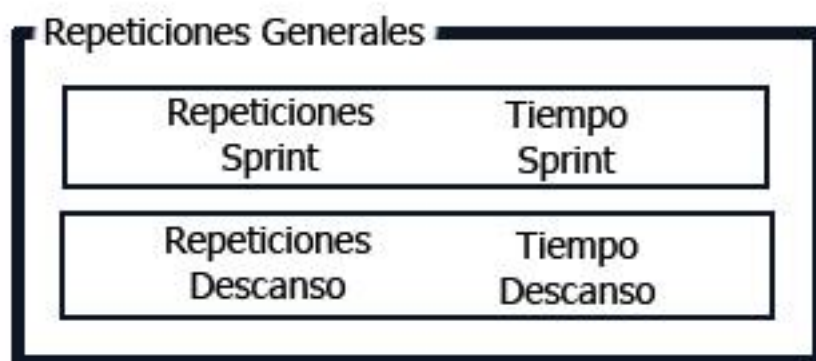 Repeticiones Generales
Repeticiones Tiempo
Sprint Sprint
Repeticiones Tiempo
Descanso Descanso